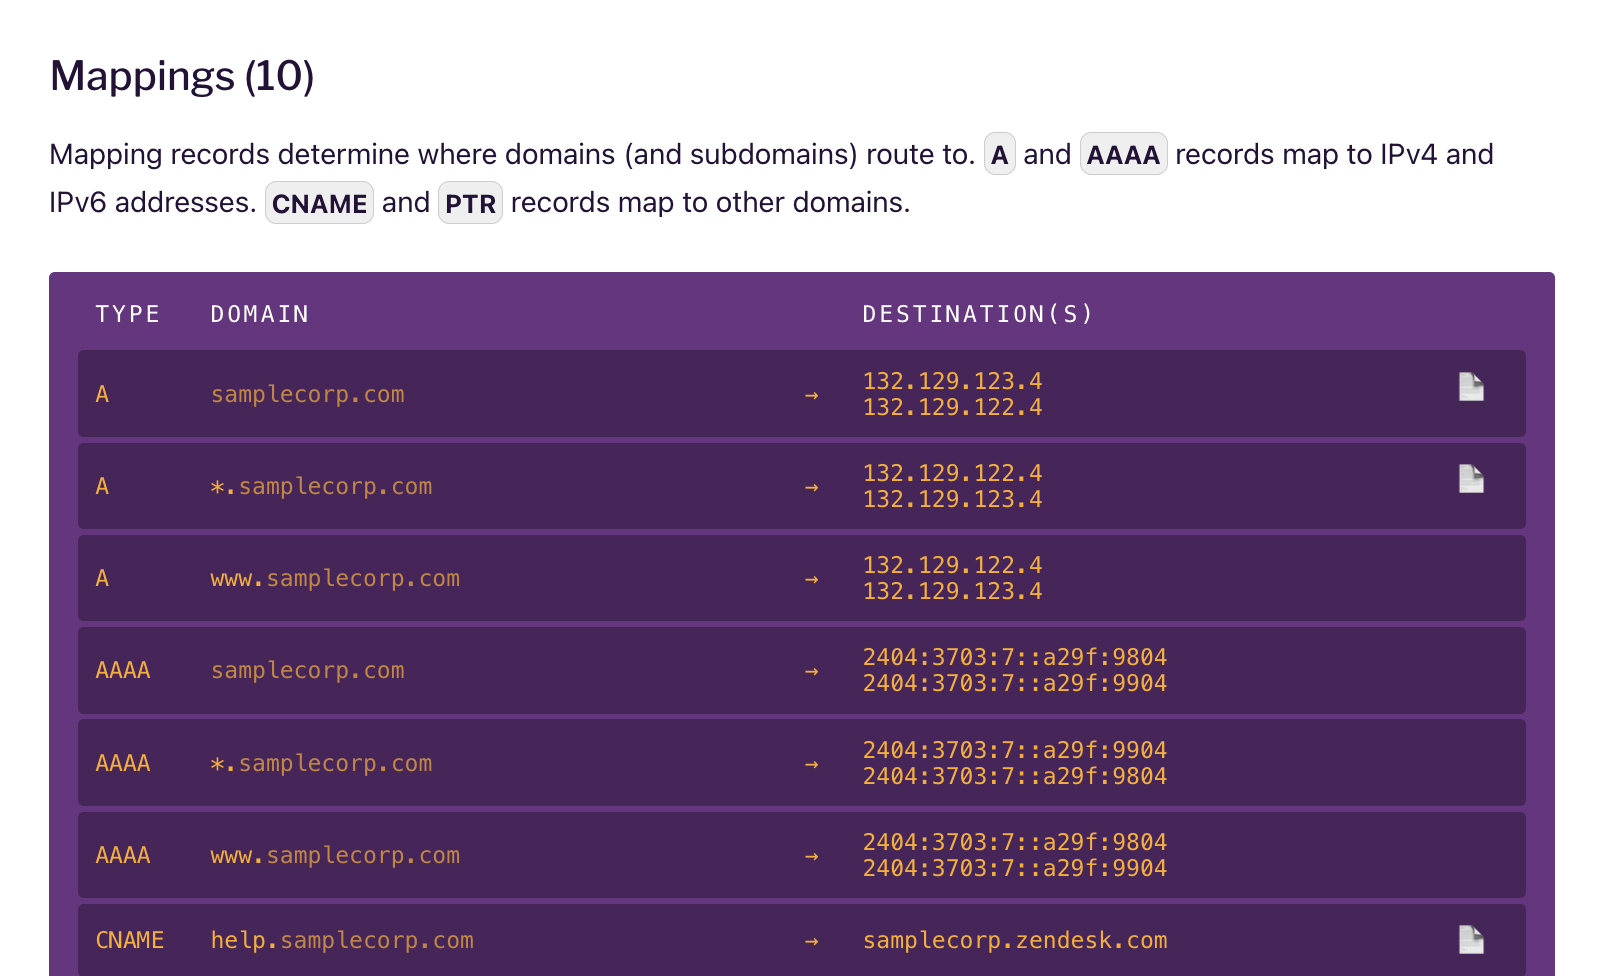 Mappings (10)
Mapping records determine where domains (and subdomains) route to. A and AAAA records map to IPv4 and
IPv6 addresses. CNAME and PTR records map to other domains.
TYPE DOMAIN DESTINATION(S)
A samplecorp.com → 132.129.123.4
132.129.122.4
A *.samplecorp.com → 132.129.122.4
132.129.123.4
A www.samplecorp.com → 132.129.122.4
132.129.123.4
AAAA samplecorp.com → 2404:3703:7::a29f:9804
2404:3703:7::a29f:9904
AAAA *.samplecorp.com → 2404:3703:7::a29f:9904
2404:3703:7::a29f:9804
AAAA www.samplecorp.com → 2404:3703:7::a29f:9804
2404:3703:7::a29f:9904
CNAME help.samplecorp.com → samplecorp.zendesk.com